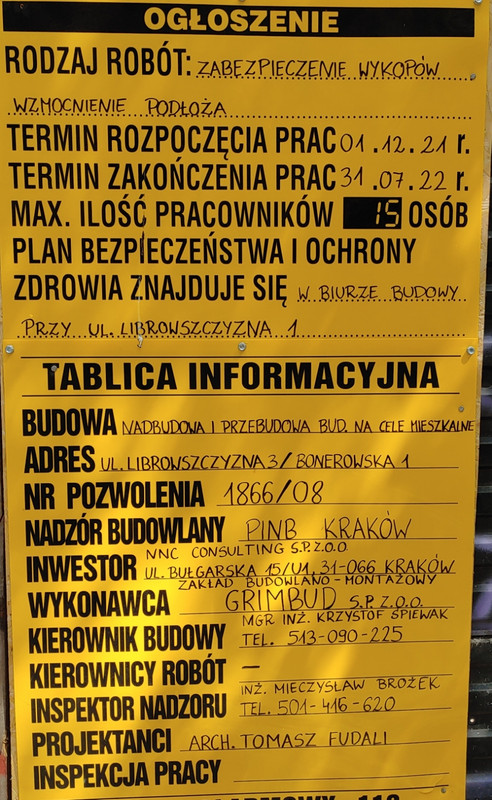 OGŁOSZENIE
RODZAJ ROBÓT: ZABEZPIECZENIE WYKOPÓW
WZMOCNIENIE PODŁOŻA
TERMIN ROZPOCZĘCIA PRAC 01.12.21 r.
TERMIN ZAKOŃCZENIA PRAC 31.07.22 r.
MAX. ILOŚĆ PRACOWNIKÓW 15 OSÓB
PLAN BEZPIECZEŃSTWA I OCHRONY
ZDROWIA ZNAJDUJE SIĘ W BIURZE BUDOWY
PRZY UL. LIBROWSZCZYZNA 1
TABLICA INFORMACYJNA
BUDOWA NADBUDOWA I PRZEBUDOWA BUD. NA CELE MIESZKALNE
ADRES UL. LIBROWSZCZYZNA 3/ BONEROWSKA 1
NR POZWOLENIA 1866/08
NADZÓR BUDOWLANY PINB KRAKÓW
NNC CONSULTING S.P.Z.O.O
INWESTOR UL. BUŁGARSKA 15/U1, 31-066 KRAKÓW
ZAKŁAD BUDOWLANO-MONTAŻOWY
WYKONAWCA GRIMBUD S.P. Z.O.O.
MGR INŻ. KRZYSTOF SPIEWAK
KIEROWNIK BUDOWY TEL. 513-090-225
KIEROWNICY ROBÓT —
INŻ. MIECZYSŁAW BROŻEK
INSPEKTOR NADZORU TEL. 501-416-620
PROJEKTANCI ARCH. TOMASZ FUDALI
INSPEKCJA PRACY